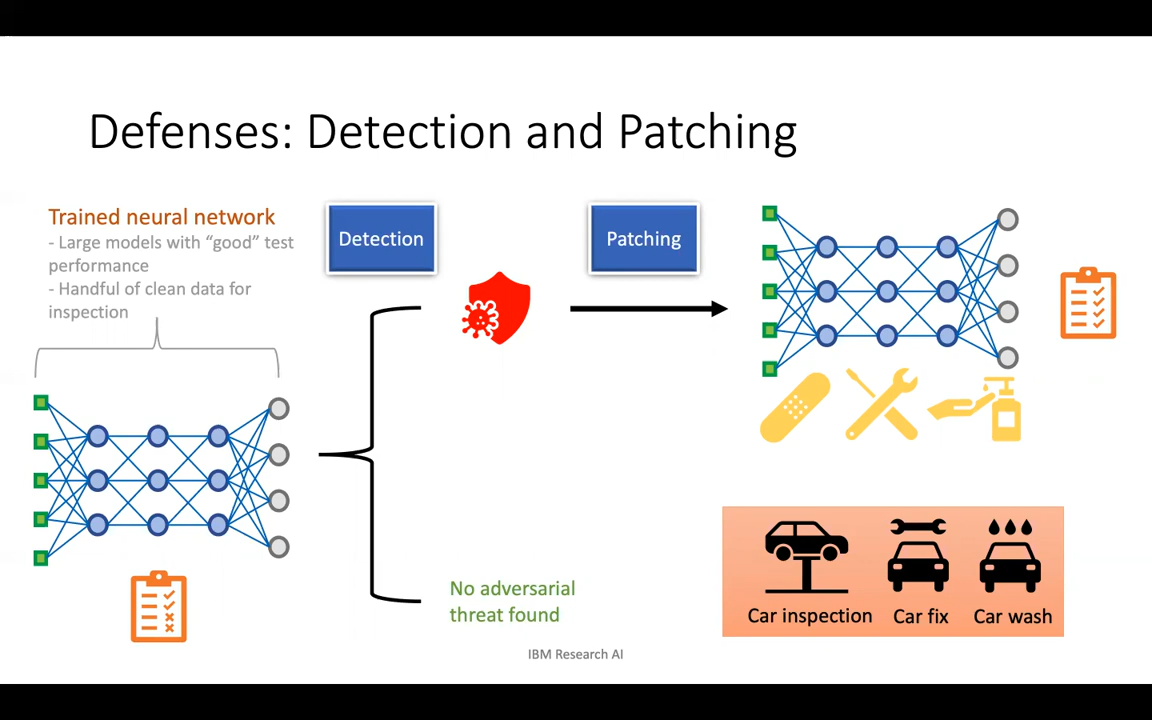 Defenses: Detection and Patching
Trained neural network
- Large models with “good” test
performance
- Handful of clean data for
inspection
Detection
Patching
No adversarial
threat found
Car inspection
Car fix
Car wash
IBM Research AI